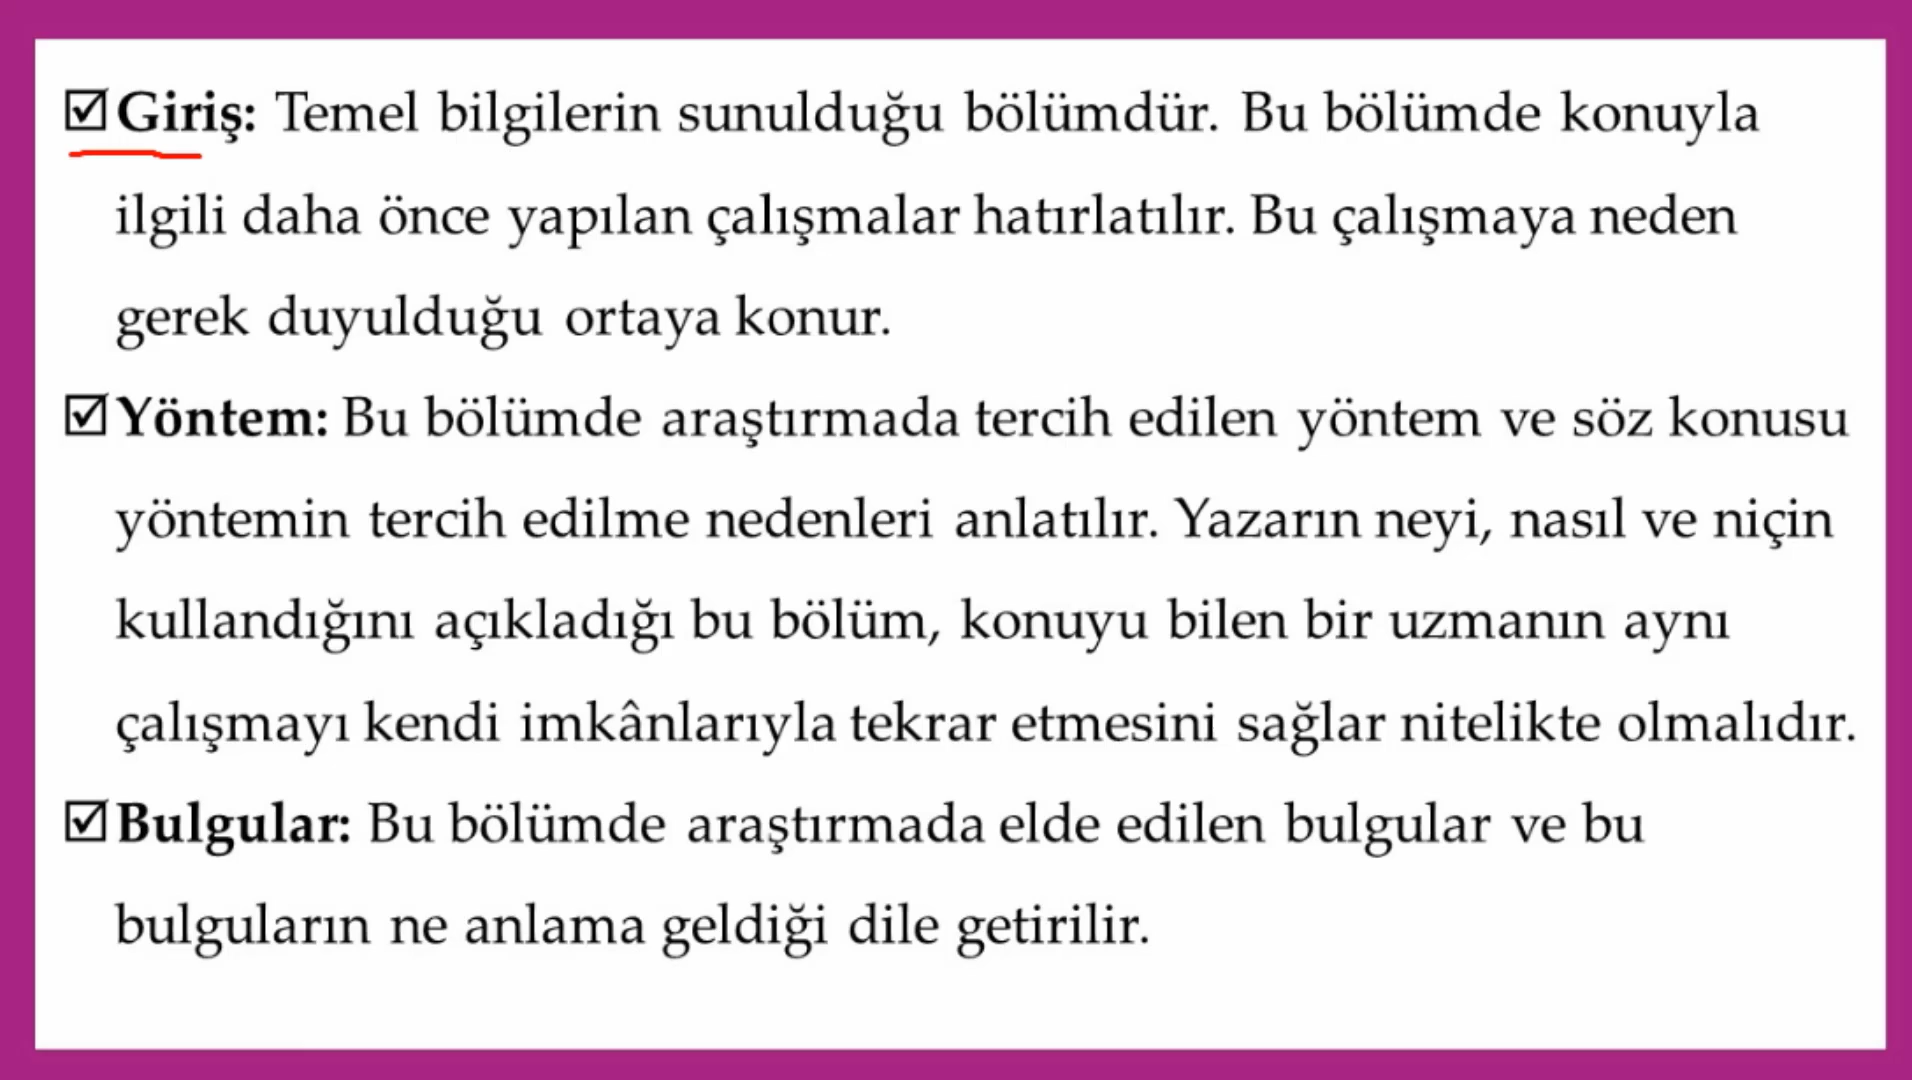 ☑ Giriş: Temel bilgilerin sunulduğu bölümdür. Bu bölümde konuyla
ilgili daha önce yapılan çalışmalar hatırlatılır. Bu çalışmaya neden
gerek duyulduğu ortaya konur.
☑ Yöntem: Bu bölümde araştırmada tercih edilen yöntem ve söz konusu
yöntemin tercih edilme nedenleri anlatılır. Yazarın neyi, nasıl ve niçin
kullandığını açıkladığı bu bölüm, konuyu bilen bir uzmanın aynı
çalışmayı kendi imkânlarıyla tekrar etmesini sağlar nitelikte olmalıdır.
☑ Bulgular: Bu bölümde araştırmada elde edilen bulgular ve bu
bulguların ne anlama geldiği dile getirilir.